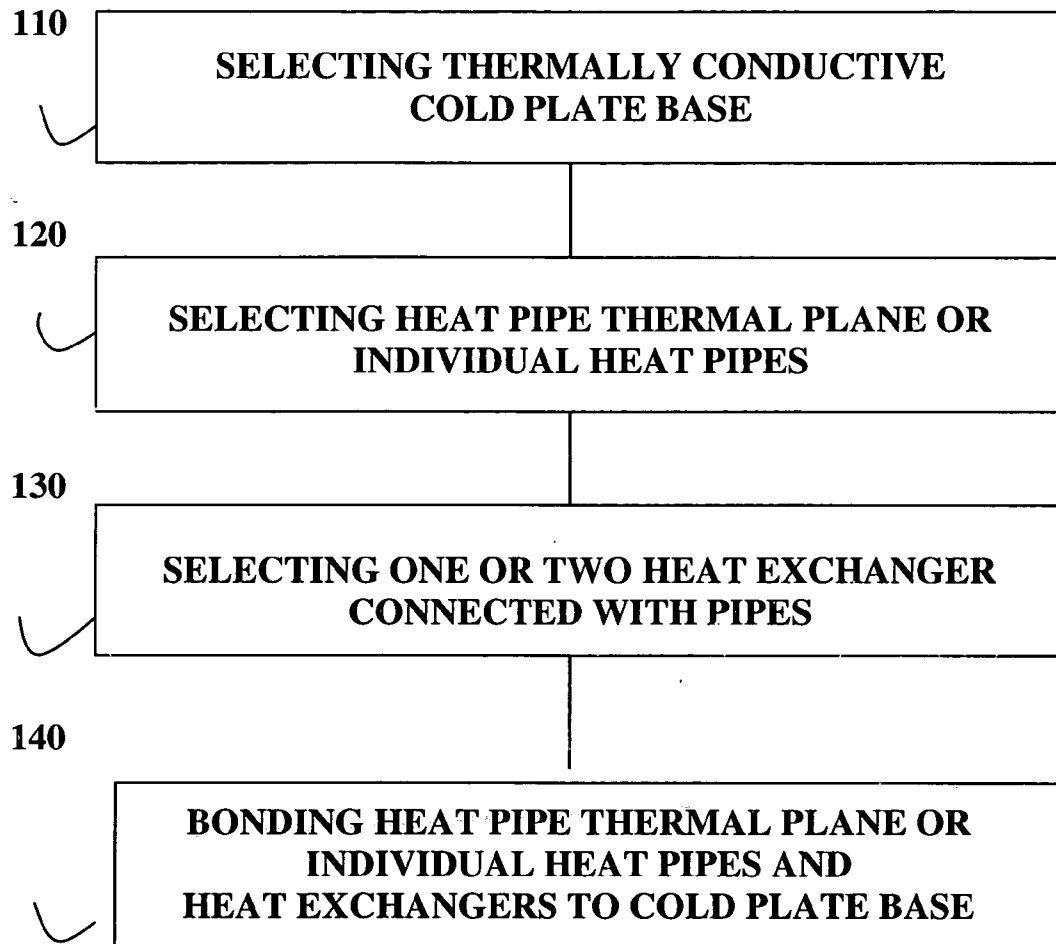 110
SELECTING THERMALLY CONDUCTIVE
COLD PLATE BASE
120
SELECTING HEAT PIPE THERMAL PLANE OR
INDIVIDUAL HEAT PIPES
130
SELECTING ONE OR TWO HEAT EXCHANGER
CONNECTED WITH PIPES
140
BONDING HEAT PIPE THERMAL PLANE OR
INDIVIDUAL HEAT PIPES AND
HEAT EXCHANGERS TO COLD PLATE BASE